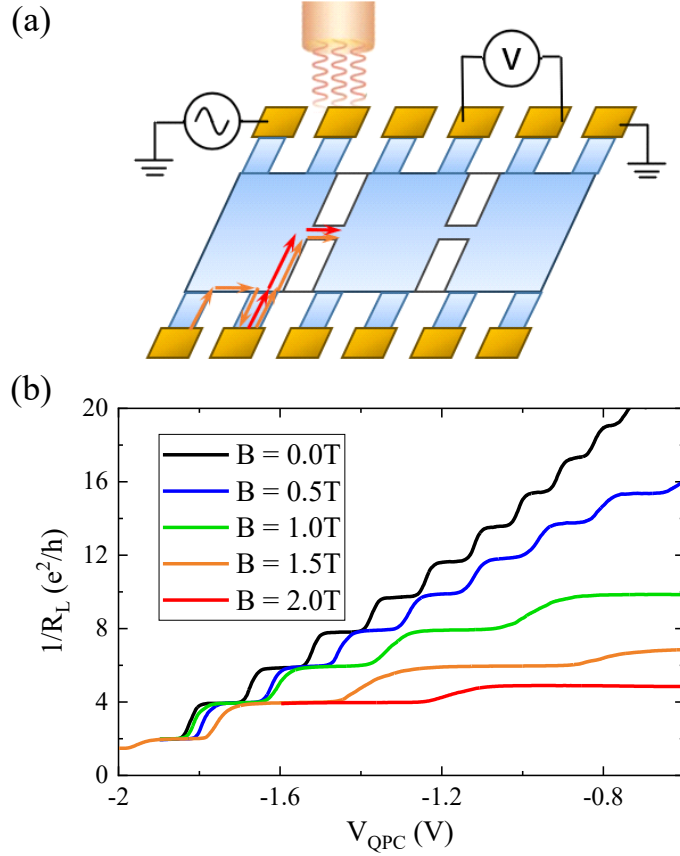 (a)
V
(b)
1/R_L (e²/h)
20
16
12
8
4
0
B = 0.0T
B = 0.5T
B = 1.0T
B = 1.5T
B = 2.0T
-2
-1.6
-1.2
-0.8
V_QPC (V)